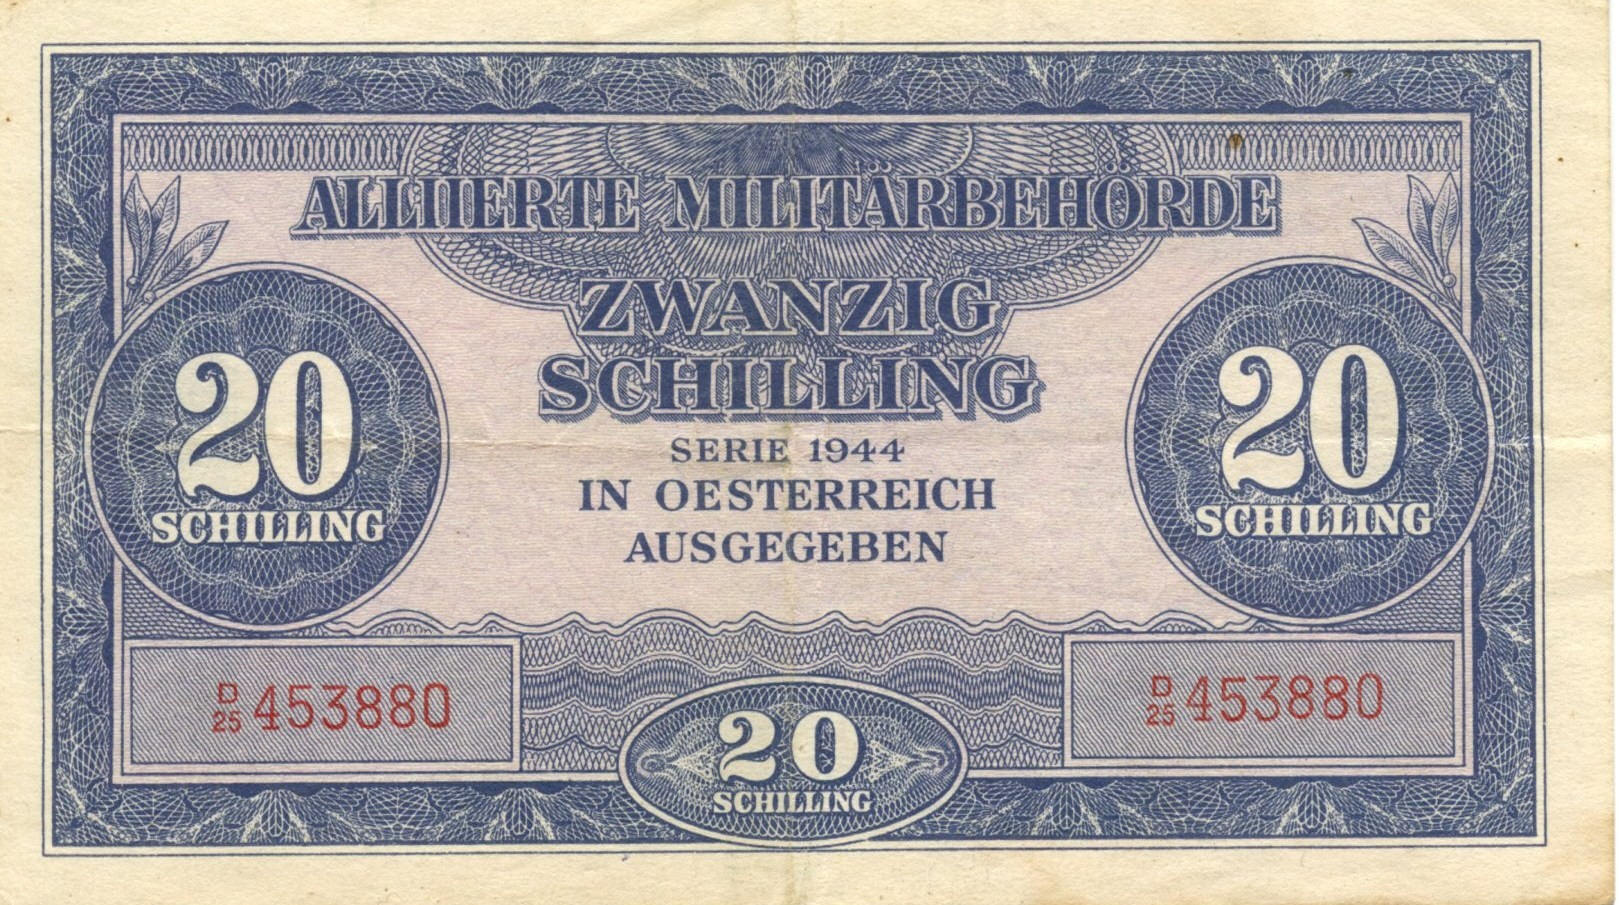 ALLIIERTE MILITÄRBEHÖRDE
ZWANZIG
SCHILLING
SERIE 1944
IN OESTERREICH
AUSGEGEBEN
20
SCHILLING
20
SCHILLING
D/25 453880
D/25 453880
20
SCHILLING